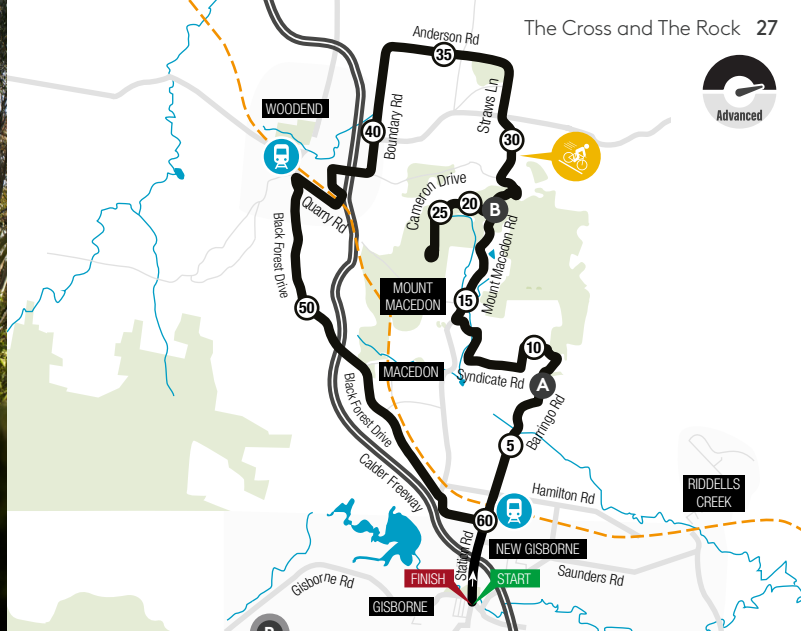 The Cross and The Rock 27
Advanced
Anderson Rd
35
Straws Ln
WOODEND
40
Boundary Rd
30
Cameron Drive
20
25
B
Quarry Rd
Black Forest Drive
Mount Macedon Rd
MOUNT
MACEDON
15
50
10
MACEDON
Syndicate Rd
A
Black Forest Drive
Barringo Rd
5
Calder Freeway
RIDDELLS
CREEK
Hamilton Rd
60
Station Rd
NEW GISBORNE
Saunders Rd
FINISH
START
Gisborne Rd
GISBORNE